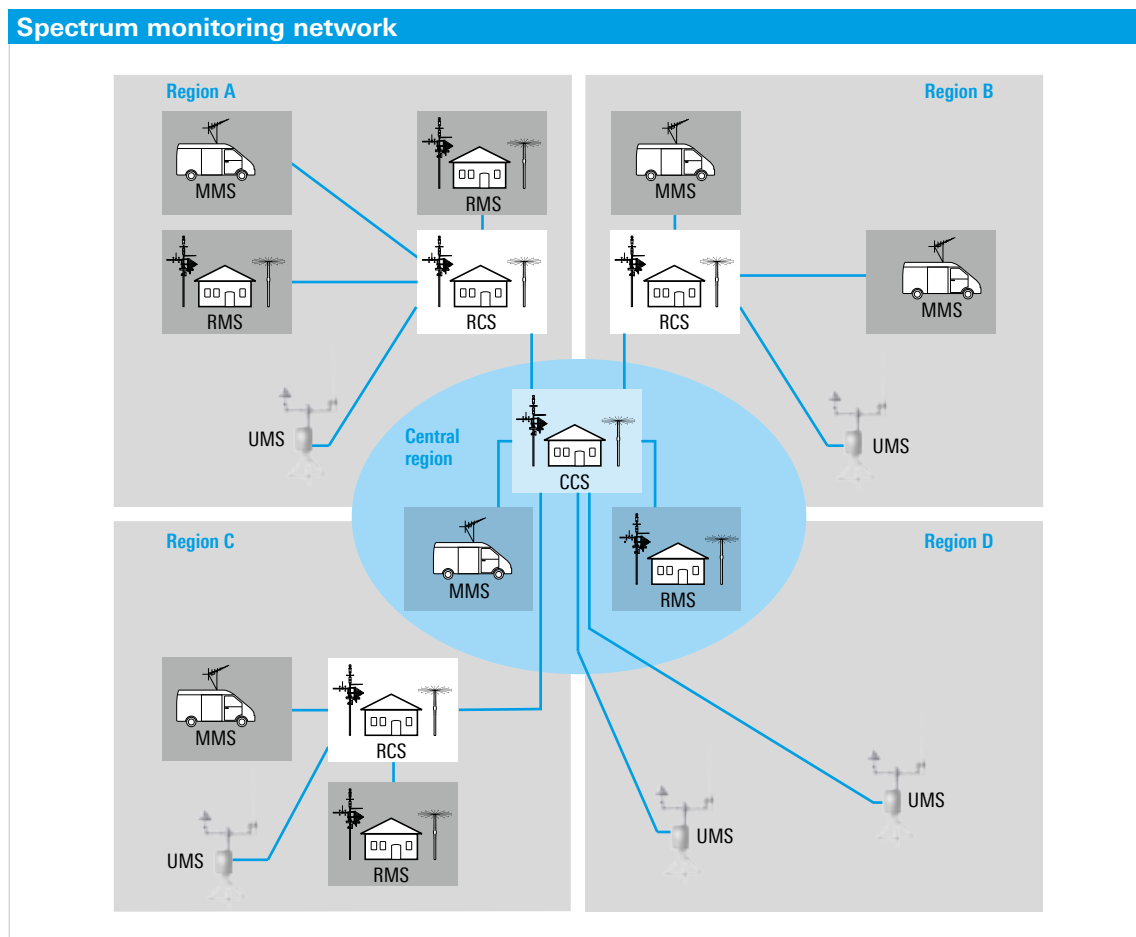 Spectrum monitoring network
Region A
Region B
MMS
RMS
MMS
RMS
RCS
RCS
MMS
UMS
UMS
Central
region
CCS
Region C
Region D
MMS
RMS
MMS
RCS
UMS
UMS
UMS
RMS